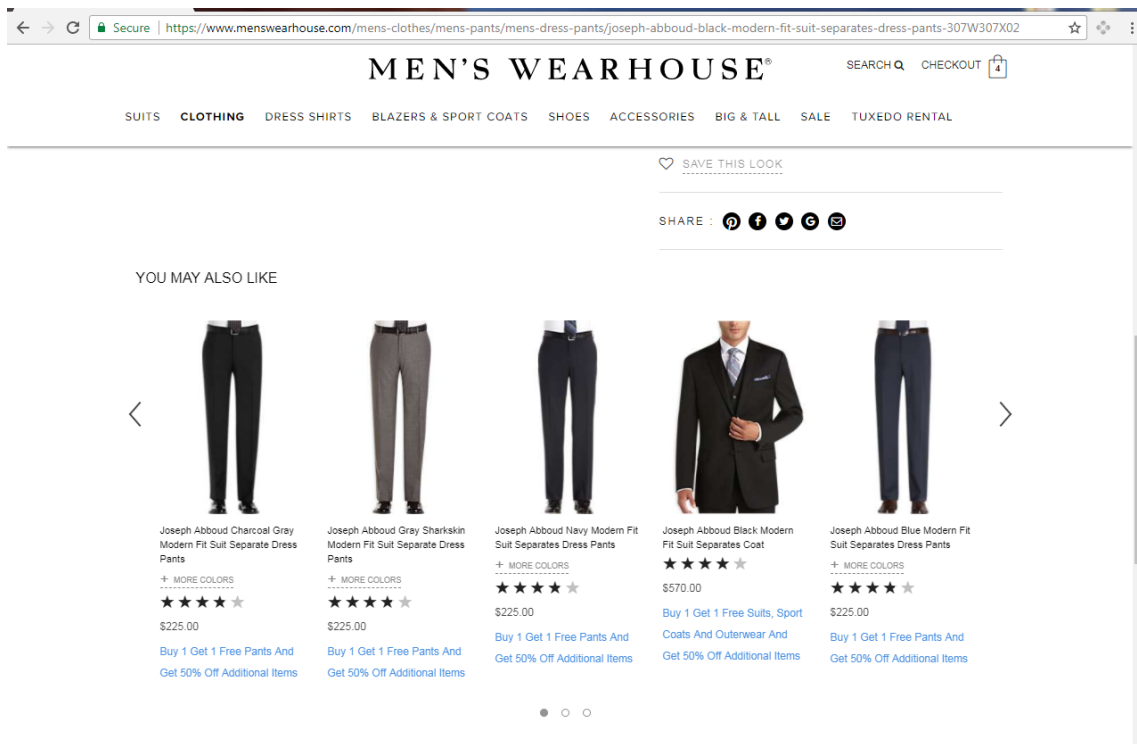 Secure | https://www.menswearhouse.com/mens-clothes/mens-pants/mens-dress-pants/joseph-abboud-black-modern-fit-suit-separates-dress-pants-307W307X02
MEN'S WEARHOUSE®
SEARCH CHECKOUT 4
SUITS CLOTHING DRESS SHIRTS BLAZERS & SPORT COATS SHOES ACCESSORIES BIG & TALL SALE TUXEDO RENTAL
SAVE THIS LOOK
SHARE :
YOU MAY ALSO LIKE
Joseph Abboud Charcoal Gray
Modern Fit Suit Separate Dress
Pants
+ MORE COLORS
$225.00
Buy 1 Get 1 Free Pants And
Get 50% Off Additional Items
Joseph Abboud Gray Sharkskin
Modern Fit Suit Separate Dress
Pants
+ MORE COLORS
$225.00
Buy 1 Get 1 Free Pants And
Get 50% Off Additional Items
Joseph Abboud Navy Modern Fit
Suit Separates Dress Pants
+ MORE COLORS
$225.00
Buy 1 Get 1 Free Pants And
Get 50% Off Additional Items
Joseph Abboud Black Modern
Fit Suit Separates Coat
$570.00
Buy 1 Get 1 Free Suits, Sport
Coats And Outerwear And
Get 50% Off Additional Items
Joseph Abboud Blue Modern Fit
Suit Separates Dress Pants
+ MORE COLORS
$225.00
Buy 1 Get 1 Free Pants And
Get 50% Off Additional Items